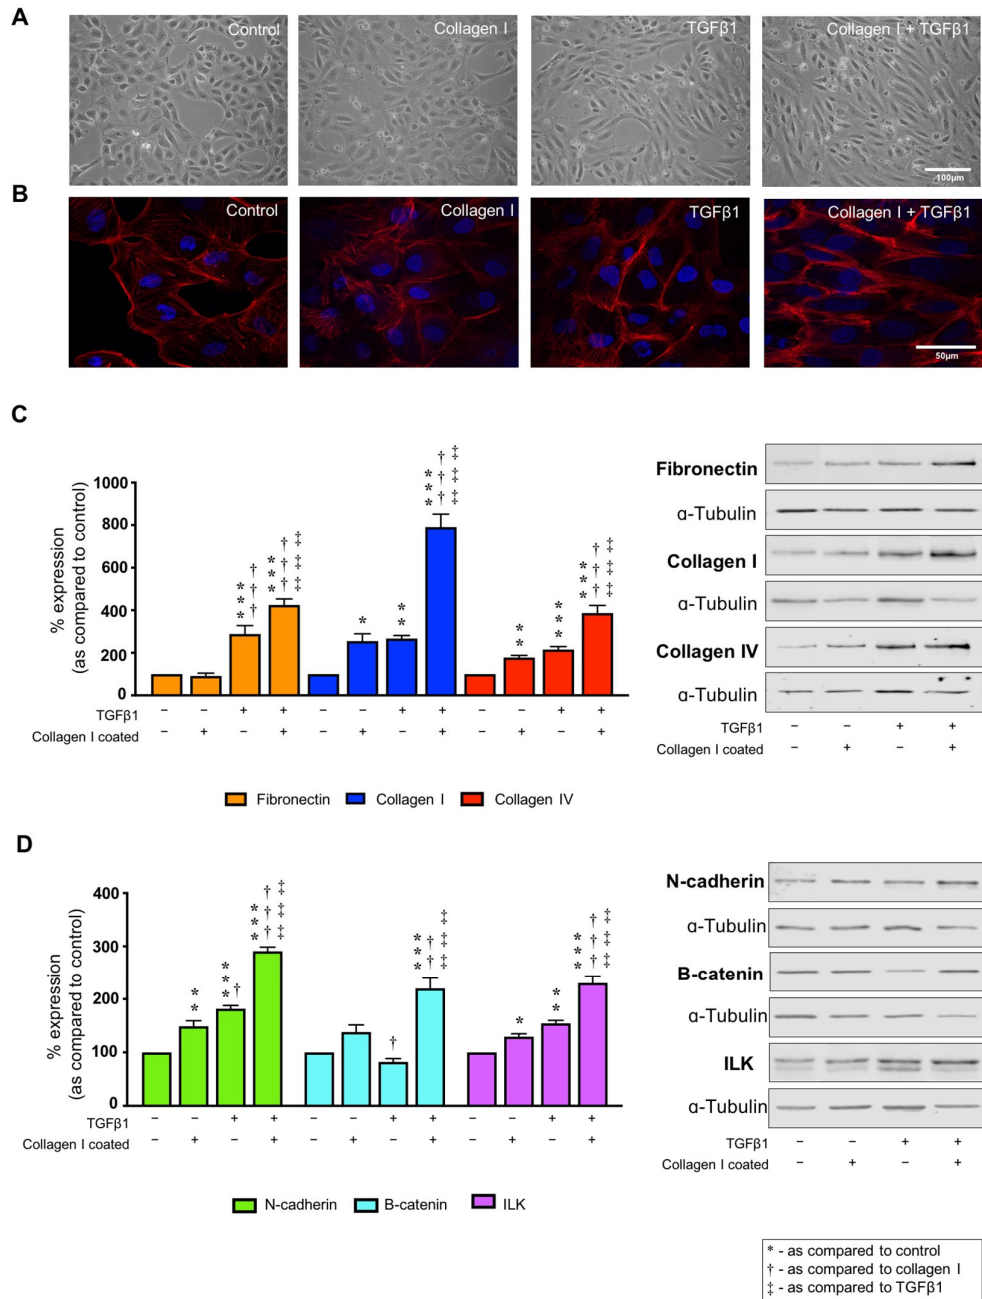 A
Control
Collagen I
TGFβ1
Collagen I + TGFβ1
100µm
B
Control
Collagen I
TGFβ1
Collagen I + TGFβ1
50µm
C
% expression
(as compared to control)
1000
800
600
400
200
0
***
†††
***
†††
‡‡‡‡
*
**
***
†††
‡‡‡‡
**
***
***
†††
‡‡‡‡
TGFβ1 – – + + – – + + – – + +
Collagen I coated – + – + – + – + – + – +
Fibronectin Collagen I Collagen IV
Fibronectin
α-Tubulin
Collagen I
α-Tubulin
Collagen IV
α-Tubulin
TGFβ1 – – + +
Collagen I coated – + – +
D
% expression
(as compared to control)
400
300
200
100
0
**
***
†
***
†††
‡‡‡‡
†
***
††
‡‡‡‡
*
**
***
†††
‡‡‡‡
TGFβ1 – – + + – – + + – – + +
Collagen I coated – + – + – + – + – + – +
N-cadherin B-catenin ILK
N-cadherin
α-Tubulin
B-catenin
α-Tubulin
ILK
α-Tubulin
TGFβ1 – – + +
Collagen I coated – + – +
* - as compared to control
† - as compared to collagen I
‡ - as compared to TGFβ1